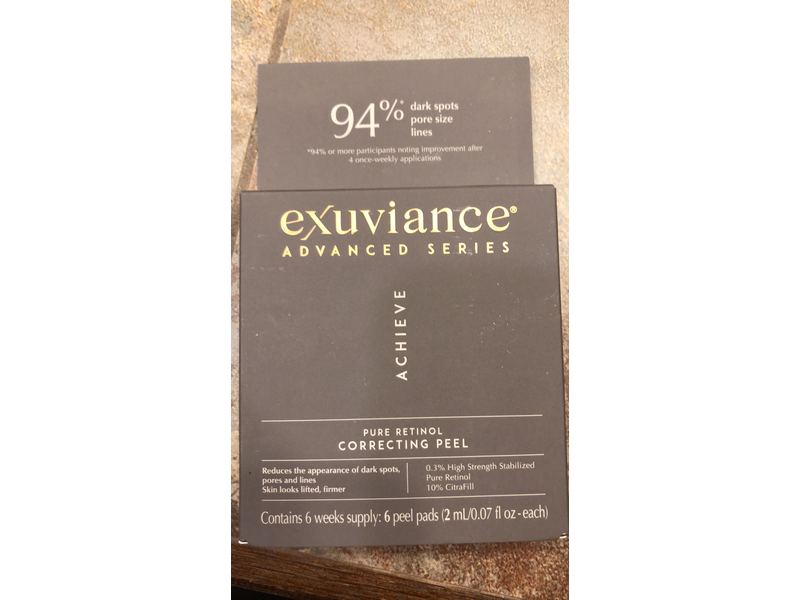 94%* dark spots
pore size
lines
*94% or more participants noting improvement after
4 once-weekly applications
exuviance®
ADVANCED SERIES
ACHIEVE
PURE RETINOL
CORRECTING PEEL
Reduces the appearance of dark spots,
pores and lines
Skin looks lifted, firmer
0.3% High Strength Stabilized
Pure Retinol
10% CitraFill
Contains 6 weeks supply: 6 peel pads (2 mL/0.07 fl oz - each)